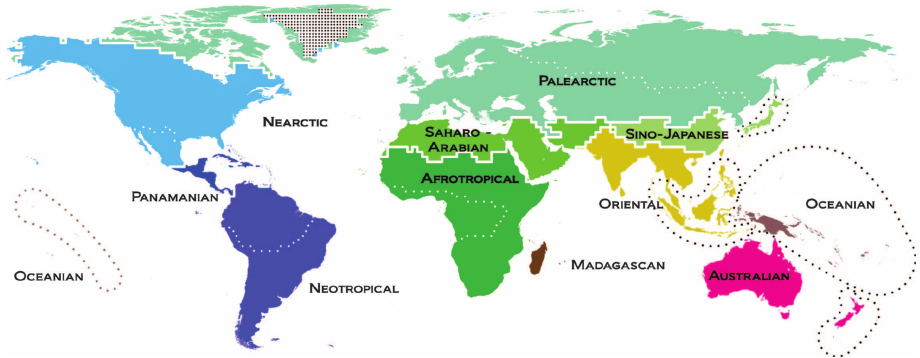 PALEARCTIC
NEARCTIC
SAHARO -
ARABIAN
SINO-JAPANESE
AFROTROPICAL
PANAMANIAN
ORIENTAL
OCEANIAN
OCEANIAN
MADAGASCAN
AUSTRALIAN
NEOTROPICAL